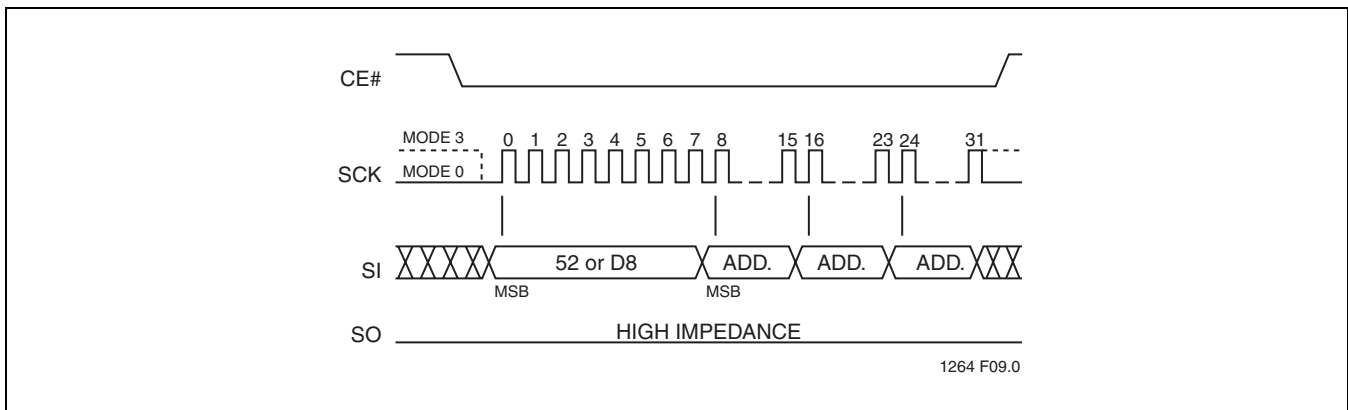 CE#
MODE 3
0 1 2 3 4 5 6 7 8 15 16 23 24 31
SCK MODE 0
SI 52 or D8 ADD. ADD. ADD.
MSB MSB
SO HIGH IMPEDANCE
1264 F09.0